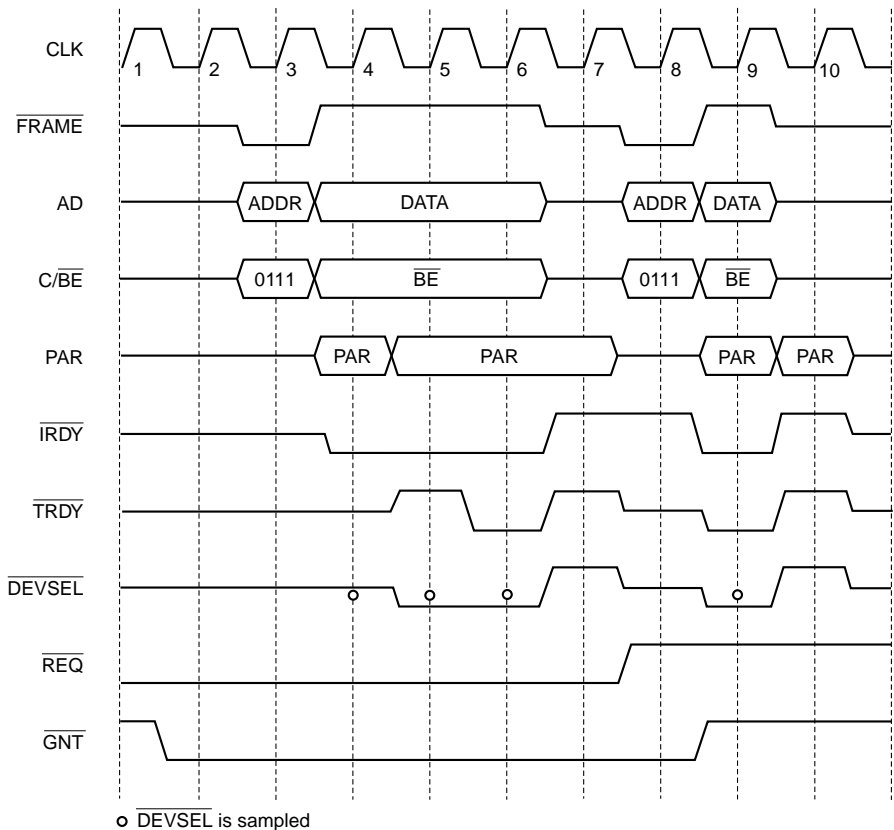 CLK
1 2 3 4 5 6 7 8 9 10
FRAME
AD
ADDR DATA ADDR DATA
C/BE
0111 BE 0111 BE
PAR
PAR PAR PAR PAR
IRDY
TRDY
DEVSEL
REQ
GNT
DEVSEL is sampled